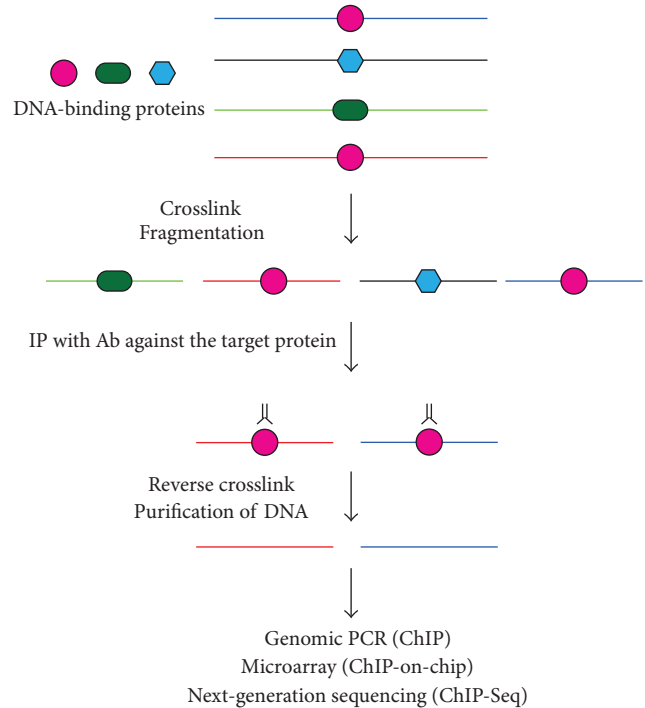 DNA-binding proteins
Crosslink
Fragmentation
IP with Ab against the target protein
Reverse crosslink
Purification of DNA
Genomic PCR (ChIP)
Microarray (ChIP-on-chip)
Next-generation sequencing (ChIP-Seq)